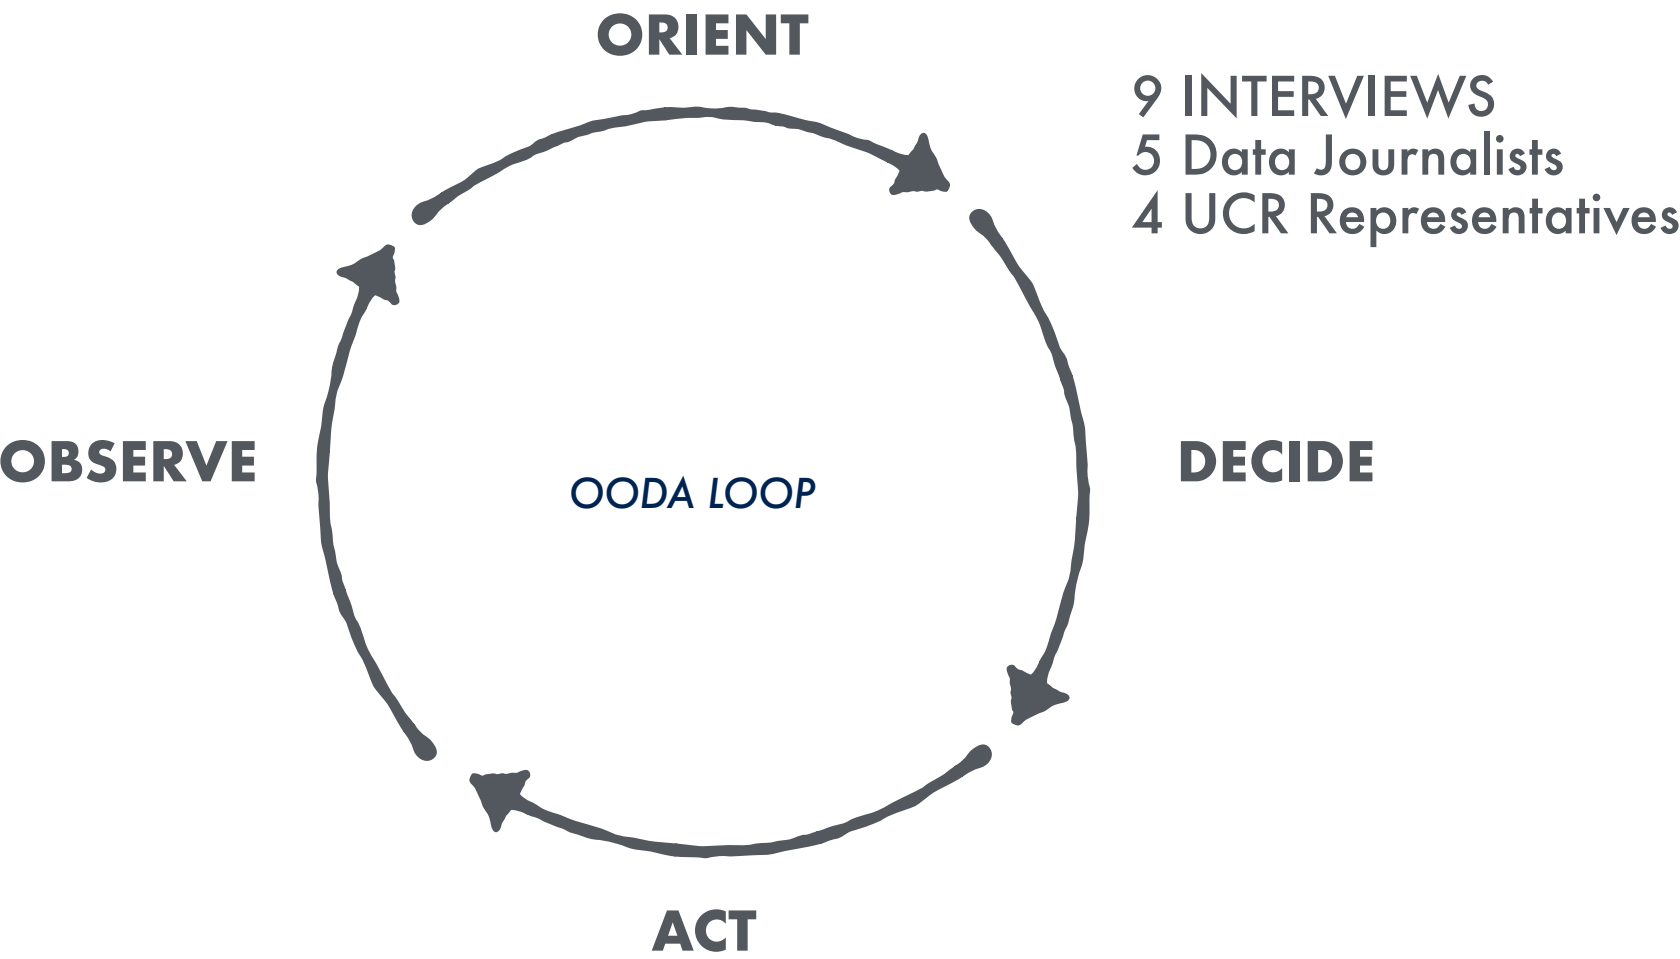 ORIENT
9 INTERVIEWS
5 Data Journalists
4 UCR Representatives
OBSERVE
OODA LOOP
DECIDE
ACT